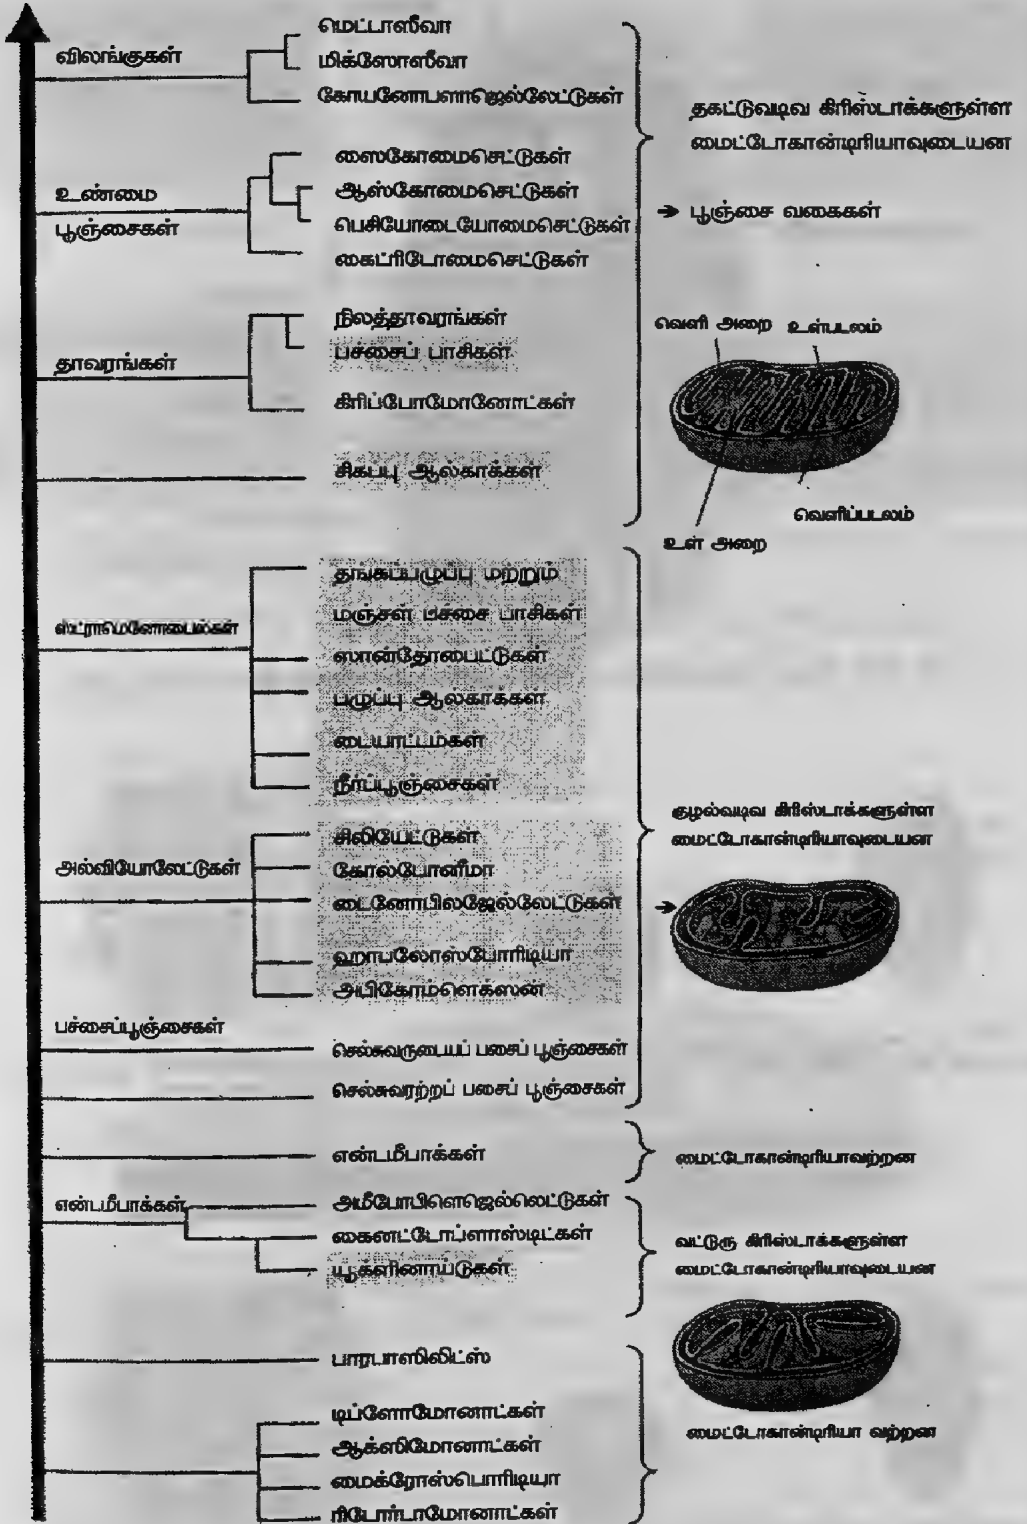 மெட்டாஸீவா
விலங்குகள்
மிக்ஸோஸீவா
கோயனோபளாஜெல்லேட்டுகள்
தகட்டுவடிவ கிரிஸ்டாக்களுள்ள
மைட்டோகான்டிரியாவுடையன
ஸைகோமைசெட்டுகள்
ஆஸ்கோமைசெட்டுகள்
உண்மை
பூஞ்சைகள்
பெசியோடையோமைசெட்டுகள்
பூஞ்சை வகைகள்
கைட்ரிடோமைசெட்டுகள்
நிலத்தாவரங்கள்
பச்சைப் பாசிகள்
தாவரங்கள்
கிரிப்போமோனோட்கள்
வெளி அறை உள்படலம்
சிகப்பு ஆல்காக்கள்
வெளிப்படலம்
உள் அறை
தங்கப்பழுப்பு மற்றும்
மஞ்சள் பச்சை பாசிகள்
ஸ்ட்ராமெனோபைல்கள்
ஸான்தோபைட்டுகள்
பழுப்பு ஆல்காக்கள்
டையாட்டம்கள்
நீர்ப்பூஞ்சைகள்
குழல்வடிவ கிரிஸ்டாக்களுள்ள
மைட்டோகான்டிரியாவுடையன
சிலியேட்டுகள்
அல்வியோலேட்டுகள்
கோல்போனீமா
டைனோபிலஜேல்லேட்டுகள்
ஹாபலோஸ்போரிடியா
அபிகோம்ளெக்ஸன்
பச்சைப்பூஞ்சைகள்
செல்சுவருடையப் பசைப் பூஞ்சைகள்
செல்சுவரற்றப் பசைப் பூஞ்சைகள்
என்டமீபாக்கள்
மைட்டோகான்டிரியாவற்றன
என்டமீபாக்கள்
அமீபோபிளெஜெல்லெட்டுகள்
கைனட்டோப்ளாஸ்டிட்கள்
யூக்ளினாய்டுகள்
வட்டுரு கிரிஸ்டாக்களுள்ள
மைட்டோகான்டிரியாவுடையன
பாரபாஸிலிட்ஸ்
டிப்ளோமோனாட்கள்
ஆக்ஸிமோனாட்கள்
மைக்ரோஸ்பொரிடியா
ரிடோர்டாமோனாட்கள்
மைட்டோகான்டிரியா வற்றன